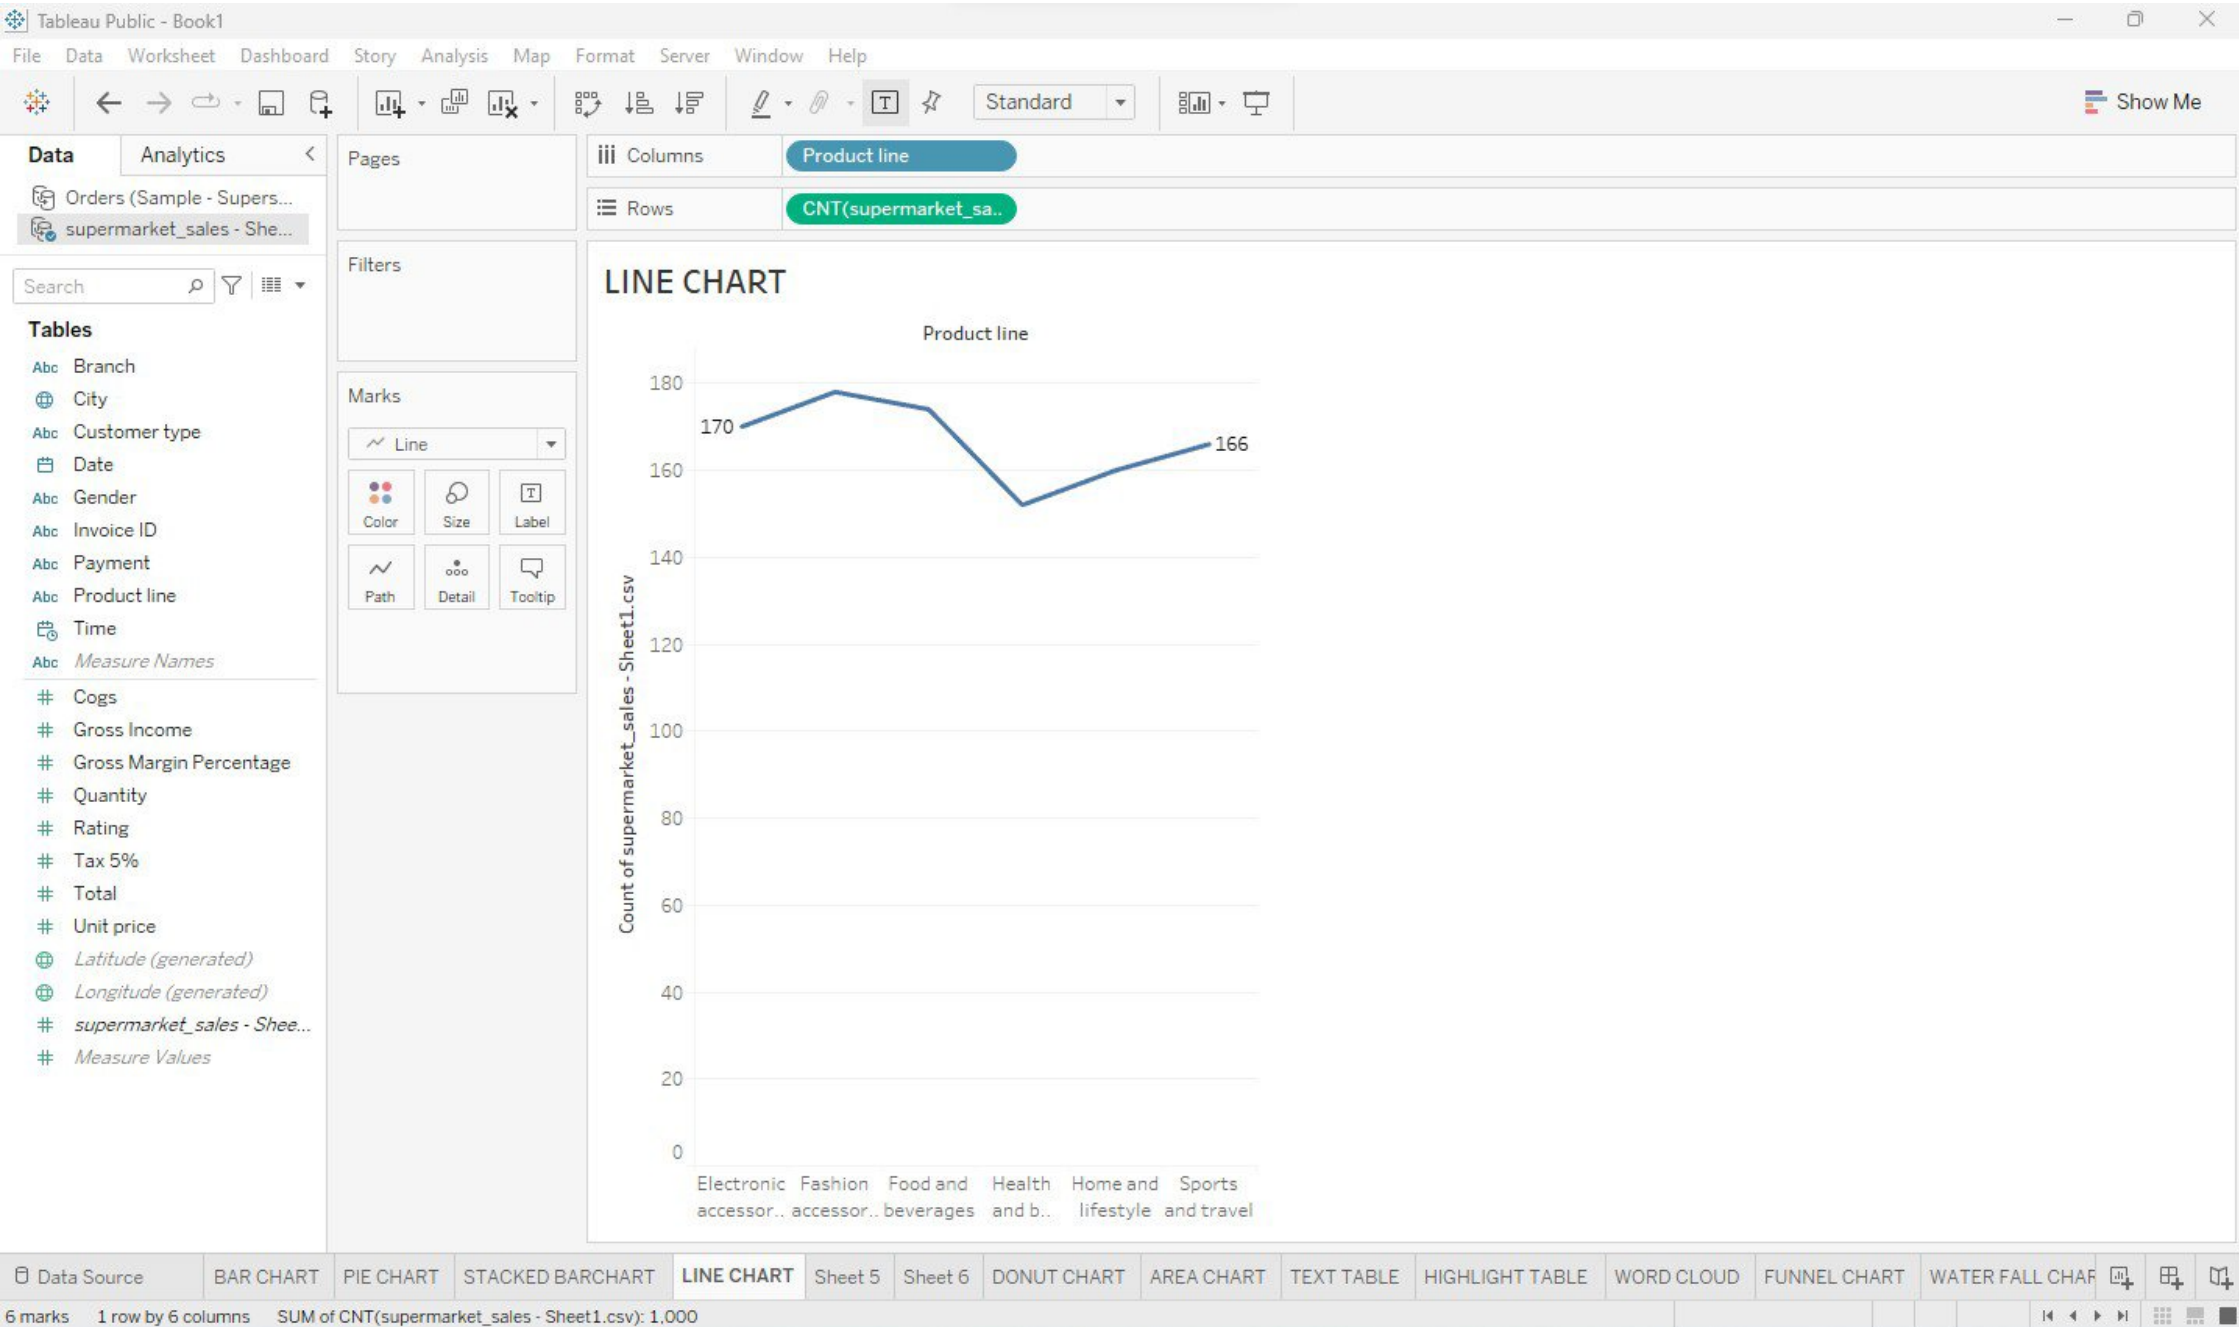 Tableau Public - Book1
File Data Worksheet Dashboard Story Analysis Map Format Server Window Help
Standard
Show Me
Data
Analytics
Orders (Sample - Supers...
supermarket_sales - She...
Search
Tables
Abc Branch
City
Abc Customer type
Date
Abc Gender
Abc Invoice ID
Abc Payment
Abc Product line
Time
Abc Measure Names
# Cogs
# Gross Income
# Gross Margin Percentage
# Quantity
# Rating
# Tax 5%
# Total
# Unit price
Latitude (generated)
Longitude (generated)
# supermarket_sales - Shee...
# Measure Values
Pages
Filters
Marks
Line
Color Size Label
Path Detail Tooltip
Columns
Product line
Rows
CNT(supermarket_sa..
LINE CHART
Product line
Count of supermarket_sales - Sheet1.csv
180
160
140
120
100
80
60
40
20
0
170
166
Electronic accessor..
Fashion accessor..
Food and beverages
Health and b..
Home and lifestyle
Sports and travel
Data Source BAR CHART PIE CHART STACKED BARCHART LINE CHART Sheet 5 Sheet 6 DONUT CHART AREA CHART TEXT TABLE HIGHLIGHT TABLE WORD CLOUD FUNNEL CHART WATER FALL CHAR
6 marks 1 row by 6 columns SUM of CNT(supermarket_sales - Sheet1.csv): 1,000